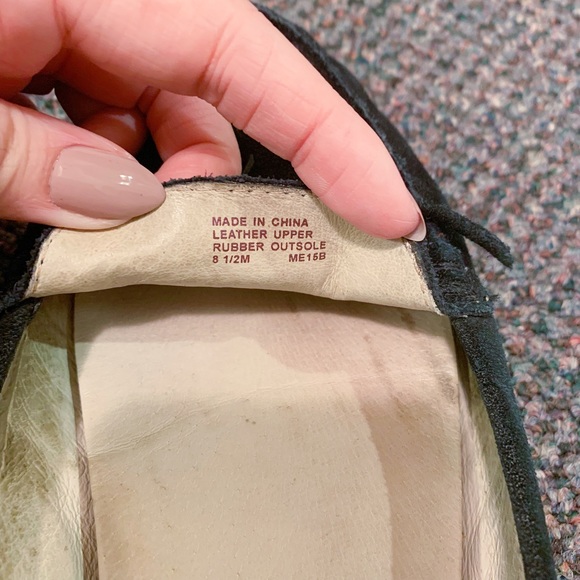 MADE IN CHINA
LEATHER UPPER
RUBBER OUTSOLE
8 1/2M ME15B